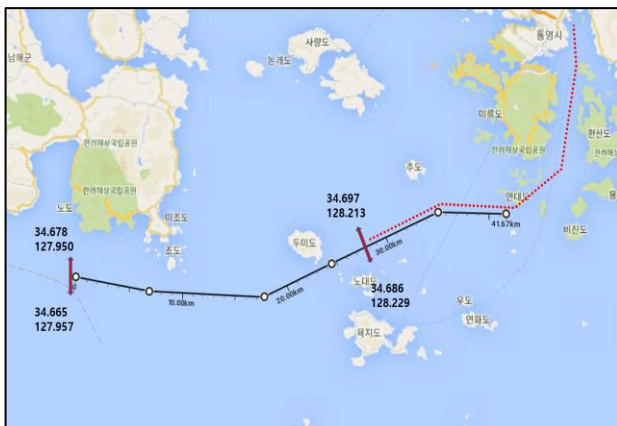 통영시
사량도
논개도
남해군
미륵도
한려해상국립공원
한산도
추도
연대도
용
비진도
34.697
128.213
노도
미조도
조도
34.678
127.950
두미도
30.00km
41.67km
34.686
128.229
노대도
20.00km
0
10.00km
우도
연화도
34.665
127.957
욕지도
한려해상국립공원